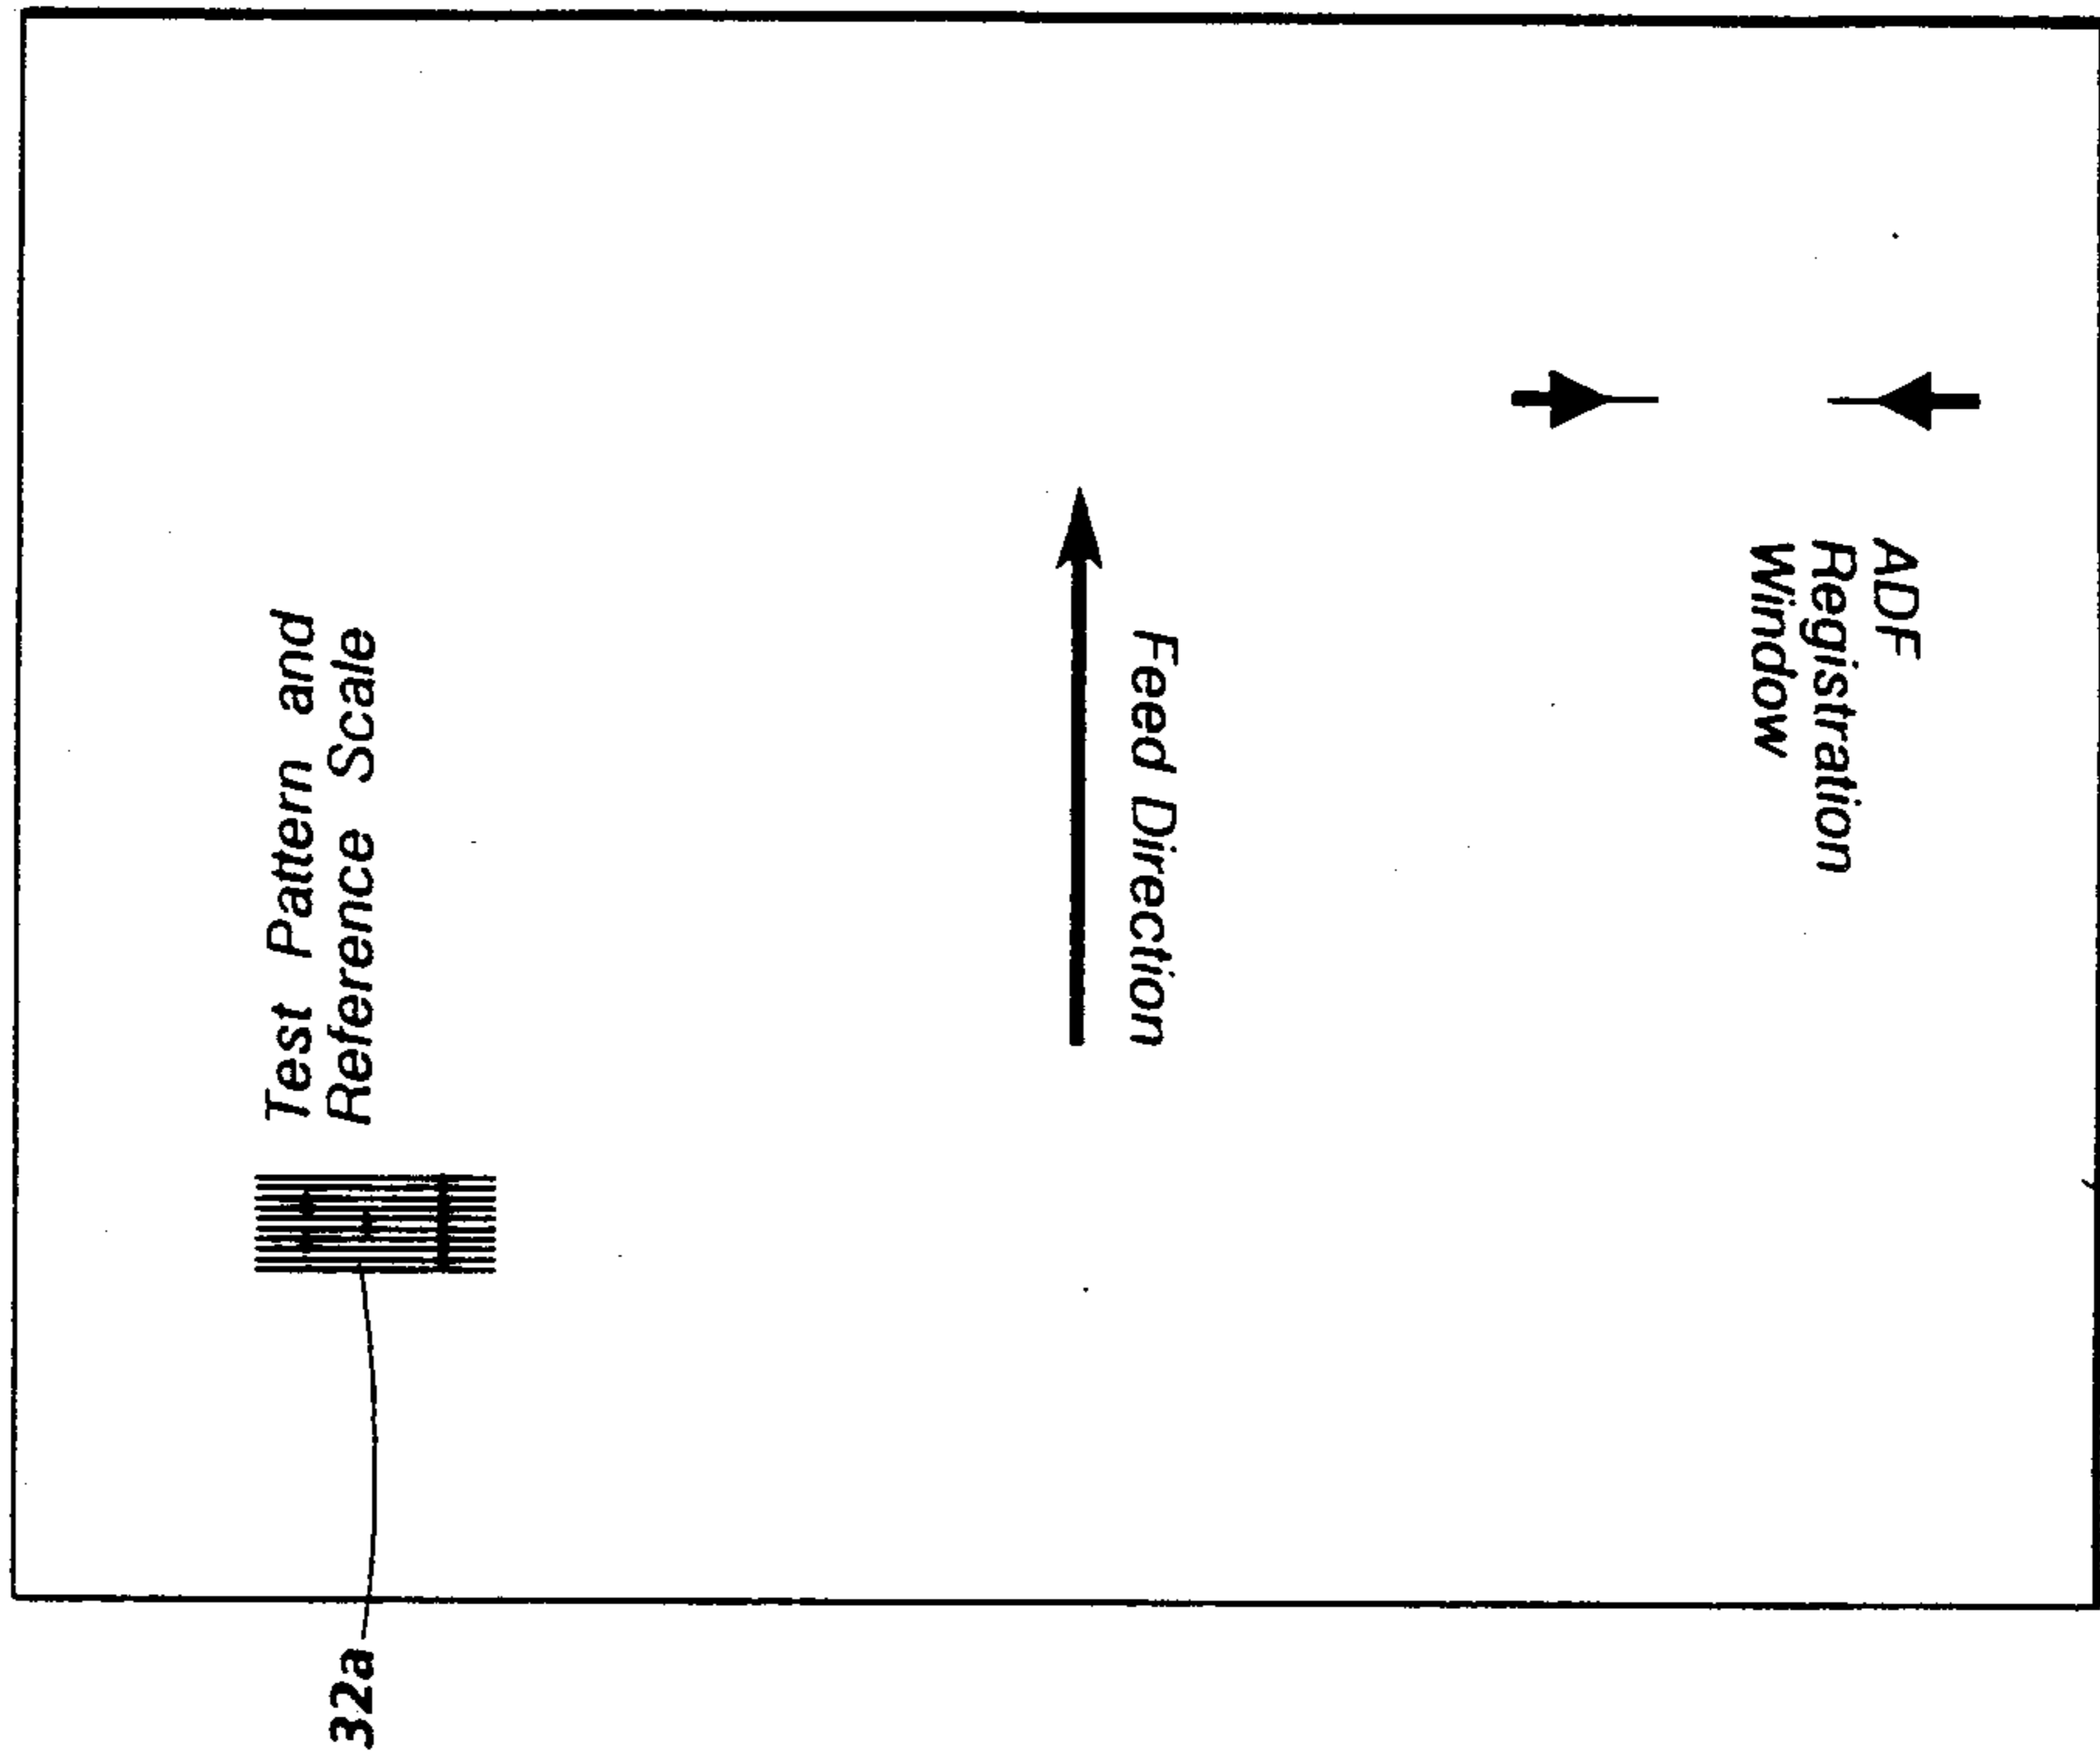 Test Pattern and
Reference Scale
Feed Direction
ADF
Registration
Window
32a